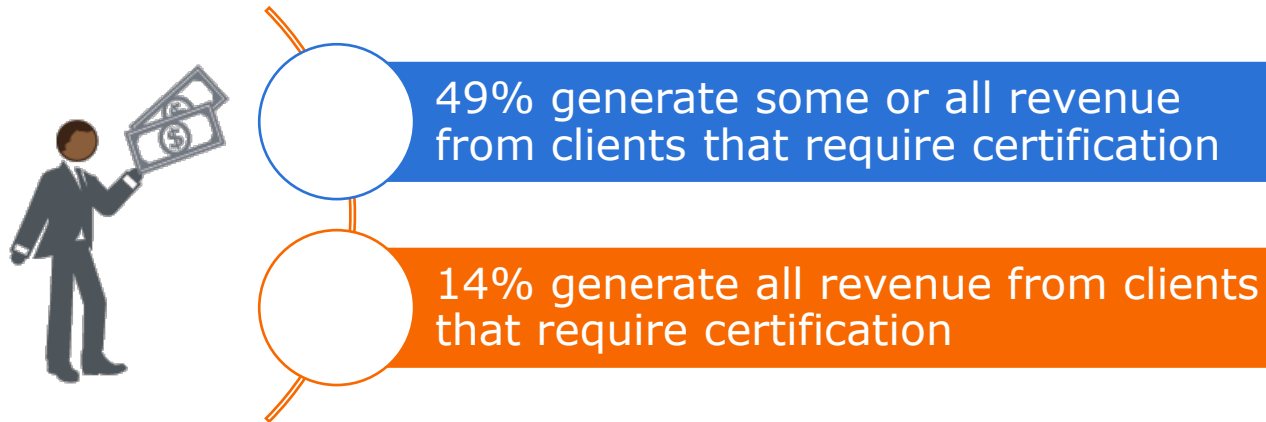 49% generate some or all revenue
from clients that require certification
14% generate all revenue from clients
that require certification